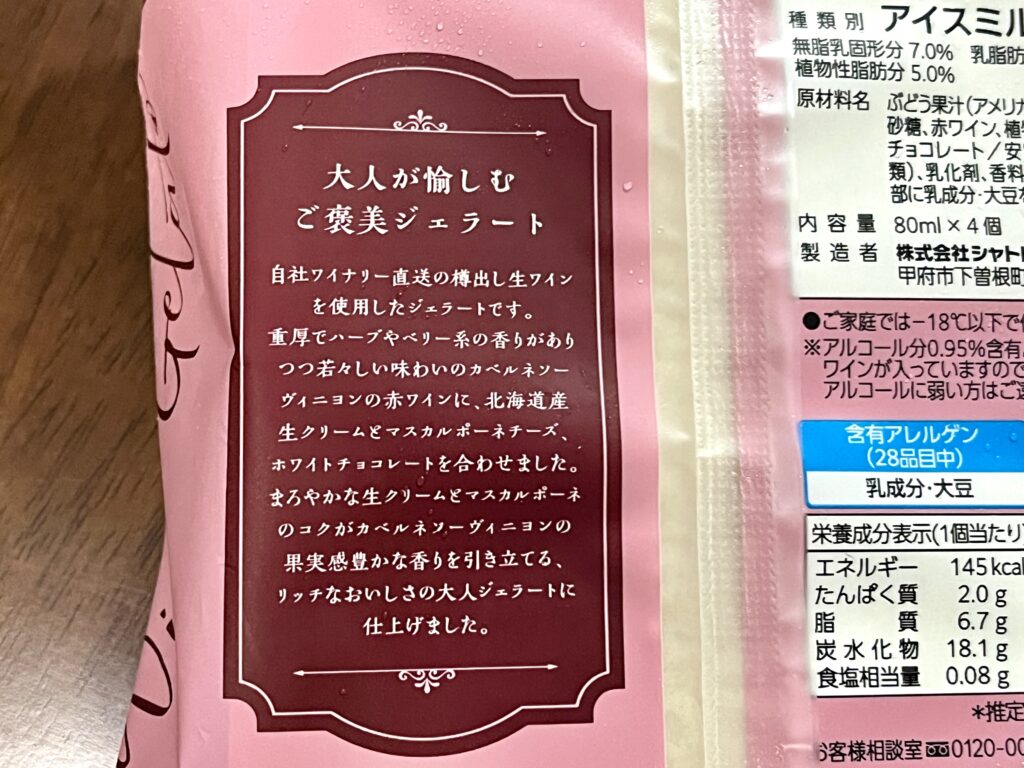 大人が愉しむ
ご褒美ジェラート
自社ワイナリー直送の樽出し生ワイン
を使用したジェラートです。
重厚でハーブやベリー系の香りがあり
つつ若々しい味わいのカベルネソー
ヴィニヨンの赤ワインに、北海道産
生クリームとマスカルポーネチーズ、
ホワイトチョコレートを合わせました。
まろやかな生クリームとマスカルポーネ
のコクがカベルネソーヴィニヨンの
果実感豊かな香りを引き立てる、
リッチなおいしさの大人ジェラートに
仕上げました。
種類別 アイスミル
無脂乳固形分 7.0% 乳脂肪
植物性脂肪分 5.0%
原材料名 ぶどう果汁(アメリカ
砂糖、赤ワイン、植
チョコレート/安
類)、乳化剤、香料
部に乳成分・大豆
内容量 80ml×4個
製造者 株式会社シャト
甲府市下曽根町
●ご家庭では−18℃以下で
※アルコール分0.95%含有
ワインが入っていますので
アルコールに弱い方はご
含有アレルゲン
(28品目中)
乳成分・大豆
栄養成分表示(1個当たり)
エネルギー 145kcal
たんぱく質 2.0g
脂質 6.7g
炭水化物 18.1g
食塩相当量 0.08g
*推定
お客様相談室 0120-0